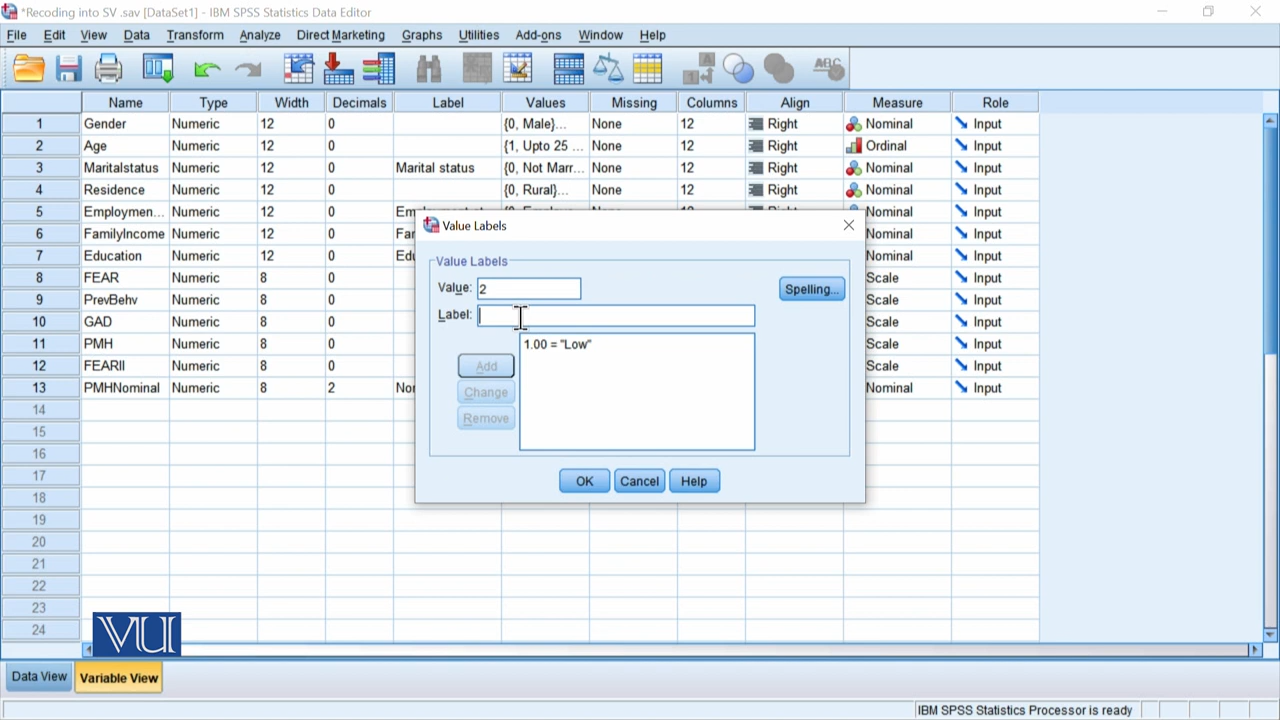 *Recoding into SV .sav [DataSet1] - IBM SPSS Statistics Data Editor
File Edit View Data Transform Analyze Direct Marketing Graphs Utilities Add-ons Window Help
Name Type Width Decimals Label Values Missing Columns Align Measure Role
1 Gender Numeric 12 0 {0, Male}... None 12 Right Nominal Input
2 Age Numeric 12 0 {1, Upto 25 ... None 12 Right Ordinal Input
3 Maritalstatus Numeric 12 0 Marital status {0, Not Marr... None 12 Right Nominal Input
4 Residence Numeric 12 0 {0, Rural}... None 12 Right Nominal Input
5 Employmen... Numeric 12 0 Nominal Input
6 FamilyIncome Numeric 12 0 Far Nominal Input
7 Education Numeric 12 0 Edu Nominal Input
8 FEAR Numeric 8 0 Scale Input
9 PrevBehv Numeric 8 0 Scale Input
10 GAD Numeric 8 0 Scale Input
11 PMH Numeric 8 0 Scale Input
12 FEARII Numeric 8 0 Scale Input
13 PMHNominal Numeric 8 2 Nor Nominal Input
14
15
16
17
18
19
20
21
22
23
24
Value Labels
Value Labels
Value: 2
Spelling...
Label:
1.00 = "Low"
Add
Change
Remove
OK Cancel Help
VU
Data View Variable View
IBM SPSS Statistics Processor is ready